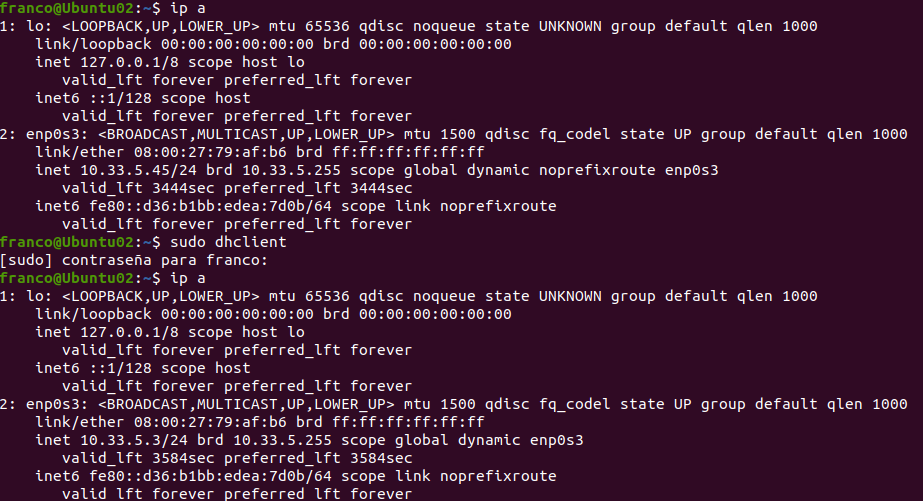 franco@Ubuntu02:~$ ip a
1: lo: <LOOPBACK,UP,LOWER_UP> mtu 65536 qdisc noqueue state UNKNOWN group default qlen 1000
    link/loopback 00:00:00:00:00:00 brd 00:00:00:00:00:00
    inet 127.0.0.1/8 scope host lo
       valid_lft forever preferred_lft forever
    inet6 ::1/128 scope host
       valid_lft forever preferred_lft forever
2: enp0s3: <BROADCAST,MULTICAST,UP,LOWER_UP> mtu 1500 qdisc fq_codel state UP group default qlen 1000
    link/ether 08:00:27:79:af:b6 brd ff:ff:ff:ff:ff:ff
    inet 10.33.5.45/24 brd 10.33.5.255 scope global dynamic noprefixroute enp0s3
       valid_lft 3444sec preferred_lft 3444sec
    inet6 fe80::d36:b1bb:edea:7d0b/64 scope link noprefixroute
       valid_lft forever preferred_lft forever
franco@Ubuntu02:~$ sudo dhclient
[sudo] contraseña para franco:
franco@Ubuntu02:~$ ip a
1: lo: <LOOPBACK,UP,LOWER_UP> mtu 65536 qdisc noqueue state UNKNOWN group default qlen 1000
    link/loopback 00:00:00:00:00:00 brd 00:00:00:00:00:00
    inet 127.0.0.1/8 scope host lo
       valid_lft forever preferred_lft forever
    inet6 ::1/128 scope host
       valid_lft forever preferred_lft forever
2: enp0s3: <BROADCAST,MULTICAST,UP,LOWER_UP> mtu 1500 qdisc fq_codel state UP group default qlen 1000
    link/ether 08:00:27:79:af:b6 brd ff:ff:ff:ff:ff:ff
    inet 10.33.5.3/24 brd 10.33.5.255 scope global dynamic enp0s3
       valid_lft 3584sec preferred_lft 3584sec
    inet6 fe80::d36:b1bb:edea:7d0b/64 scope link noprefixroute
       valid_lft forever preferred_lft forever